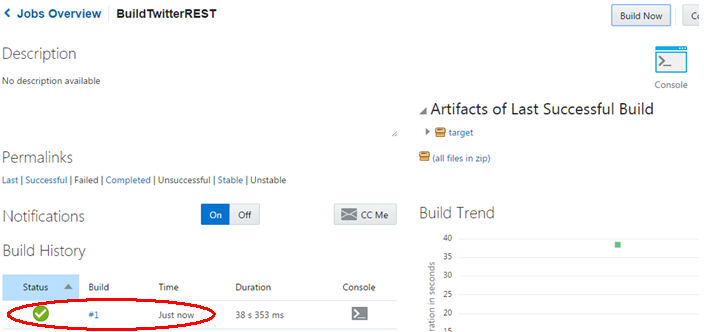 Jobs Overview BuildTwitterREST
Build Now
Description
No description available
Console
Artifacts of Last Successful Build
target
(all files in zip)
Permalinks
Last | Successful | Failed | Completed | Unsuccessful | Stable | Unstable
Notifications On Off CC Me
Build Trend
Build History
Status Build Time Duration Console
#1 Just now 38 s 353 ms
40
35
30
25
20
15
10
ration in seconds